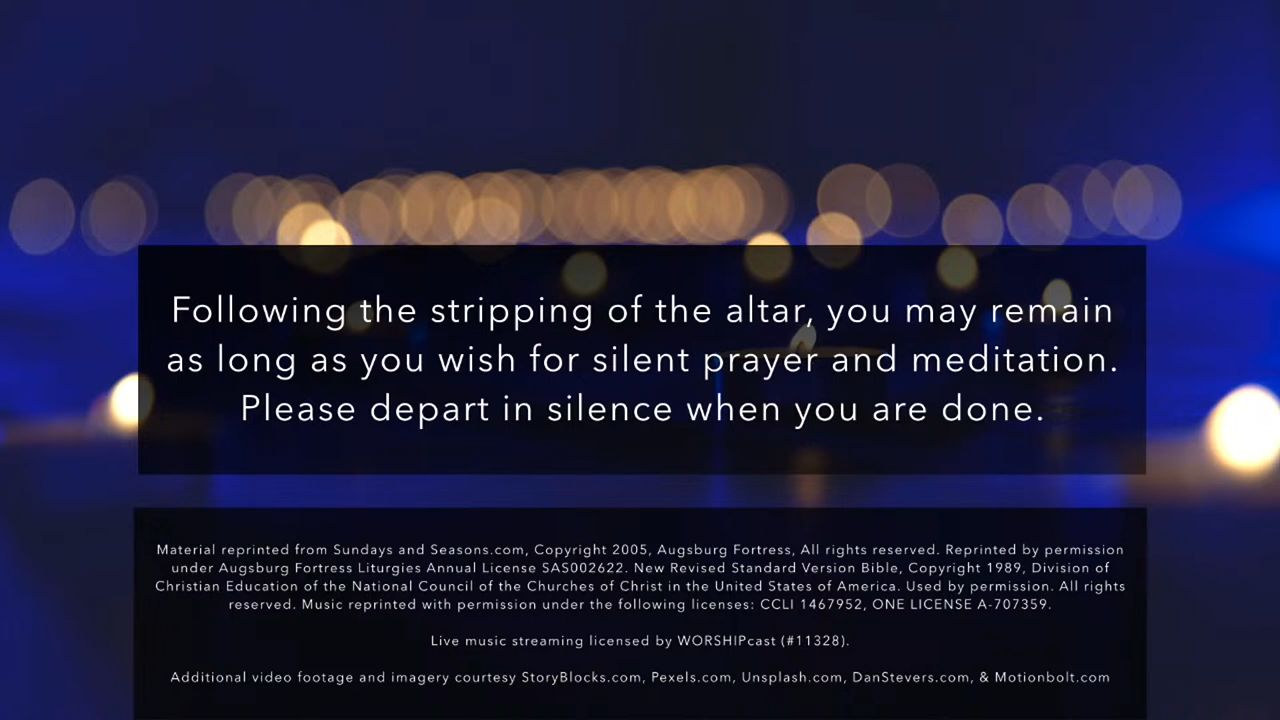 Following the stripping of the altar, you may remain
as long as you wish for silent prayer and meditation.
Please depart in silence when you are done.
Material reprinted from Sundays and Seasons.com, Copyright 2005, Augsburg Fortress, All rights reserved. Reprinted by permission
under Augsburg Fortress Liturgies Annual License SAS002622. New Revised Standard Version Bible, Copyright 1989, Division of
Christian Education of the National Council of the Churches of Christ in the United States of America. Used by permission. All rights
reserved. Music reprinted with permission under the following licenses: CCLI 1467952, ONE LICENSE A-707359.
Live music streaming licensed by WORSHIPcast (#11328).
Additional video footage and imagery courtesy StoryBlocks.com, Pexels.com, Unsplash.com, DanStevers.com, & Motionbolt.com